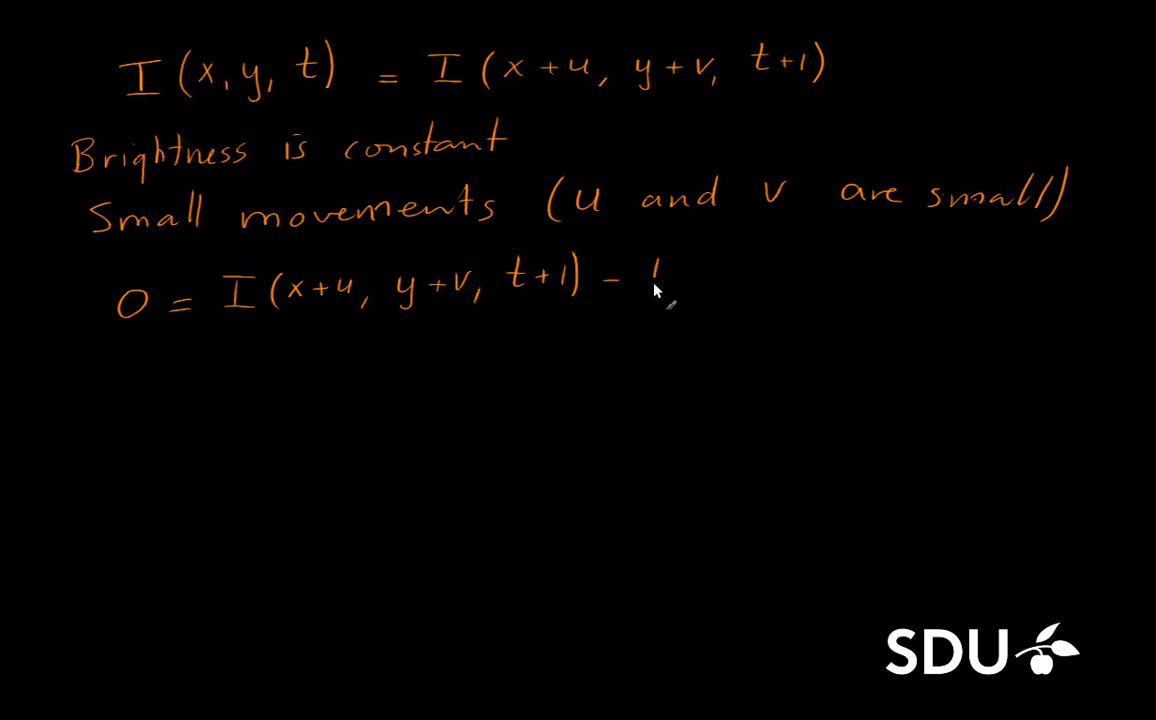 I(x, y, t) = I(x+u, y+v, t+1)
Brightness is constant
Small movements (u and v are small)
0 = I(x+u, y+v, t+1) -
SDU